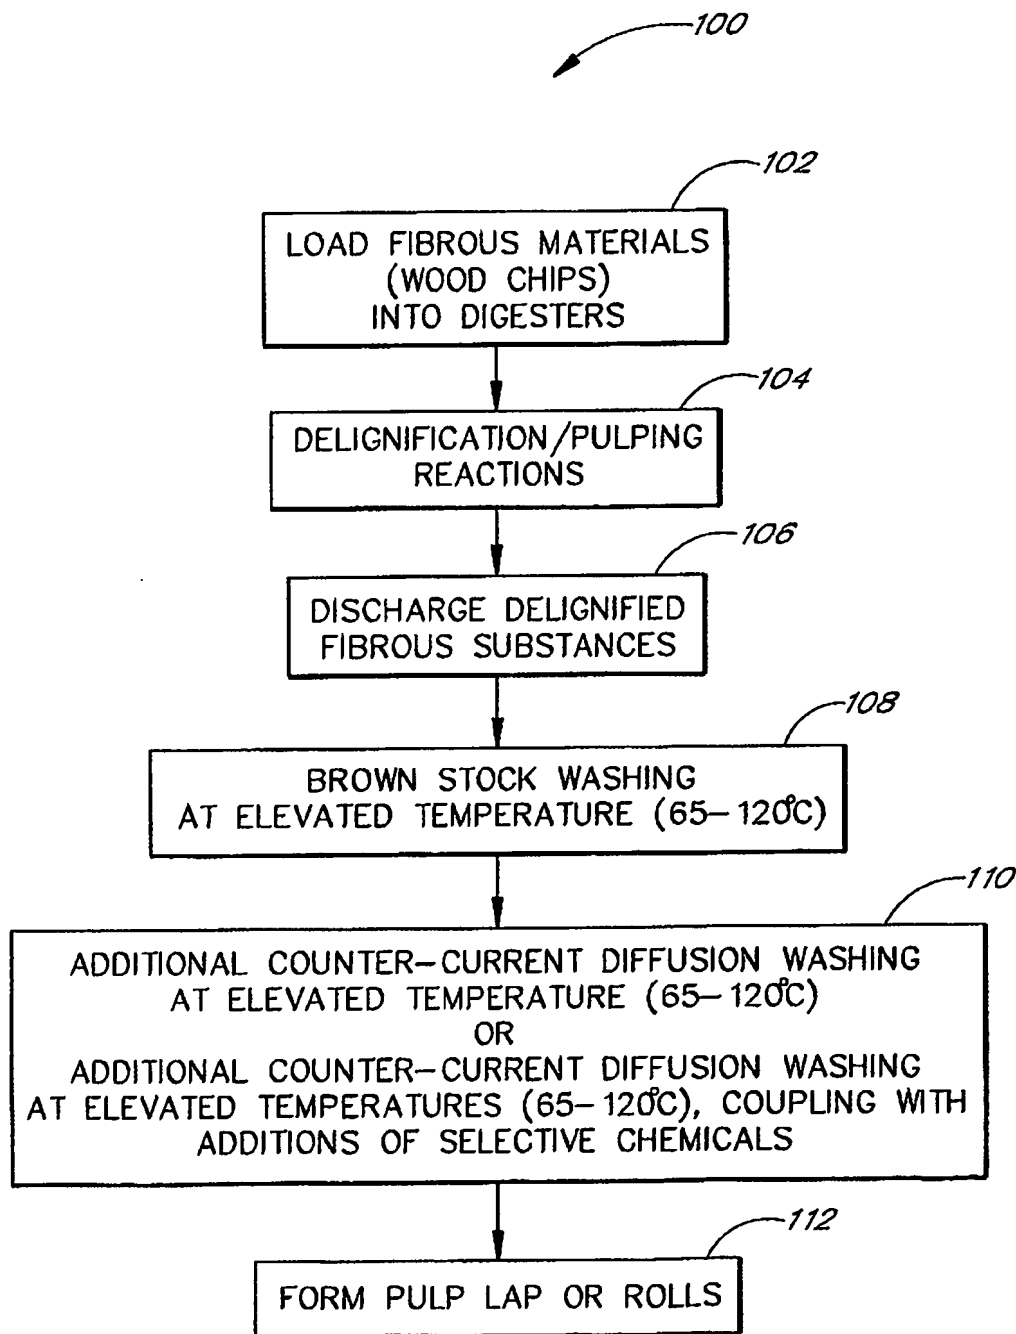 100
102
LOAD FIBROUS MATERIALS
(WOOD CHIPS)
INTO DIGESTERS
104
DELIGNIFICATION/PULPING
REACTIONS
106
DISCHARGE DELIGNIFIED
FIBROUS SUBSTANCES
108
BROWN STOCK WASHING
AT ELEVATED TEMPERATURE (65-120°C)
110
ADDITIONAL COUNTER-CURRENT DIFFUSION WASHING
AT ELEVATED TEMPERATURE (65-120°C)
OR
ADDITIONAL COUNTER-CURRENT DIFFUSION WASHING
AT ELEVATED TEMPERATURES (65-120°C), COUPLING WITH
ADDITIONS OF SELECTIVE CHEMICALS
112
FORM PULP LAP OR ROLLS